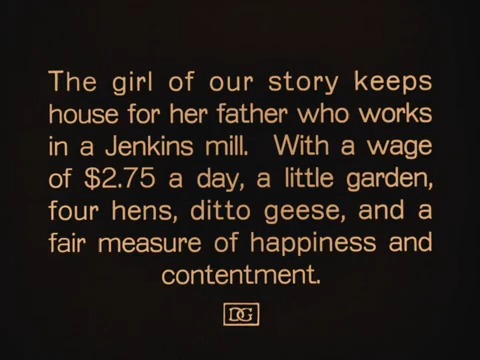 The girl of our story keeps
house for her father who works
in a Jenkins mill. With a wage
of $2.75 a day, a little garden,
four hens, ditto geese, and a
fair measure of happiness and
contentment.
DG